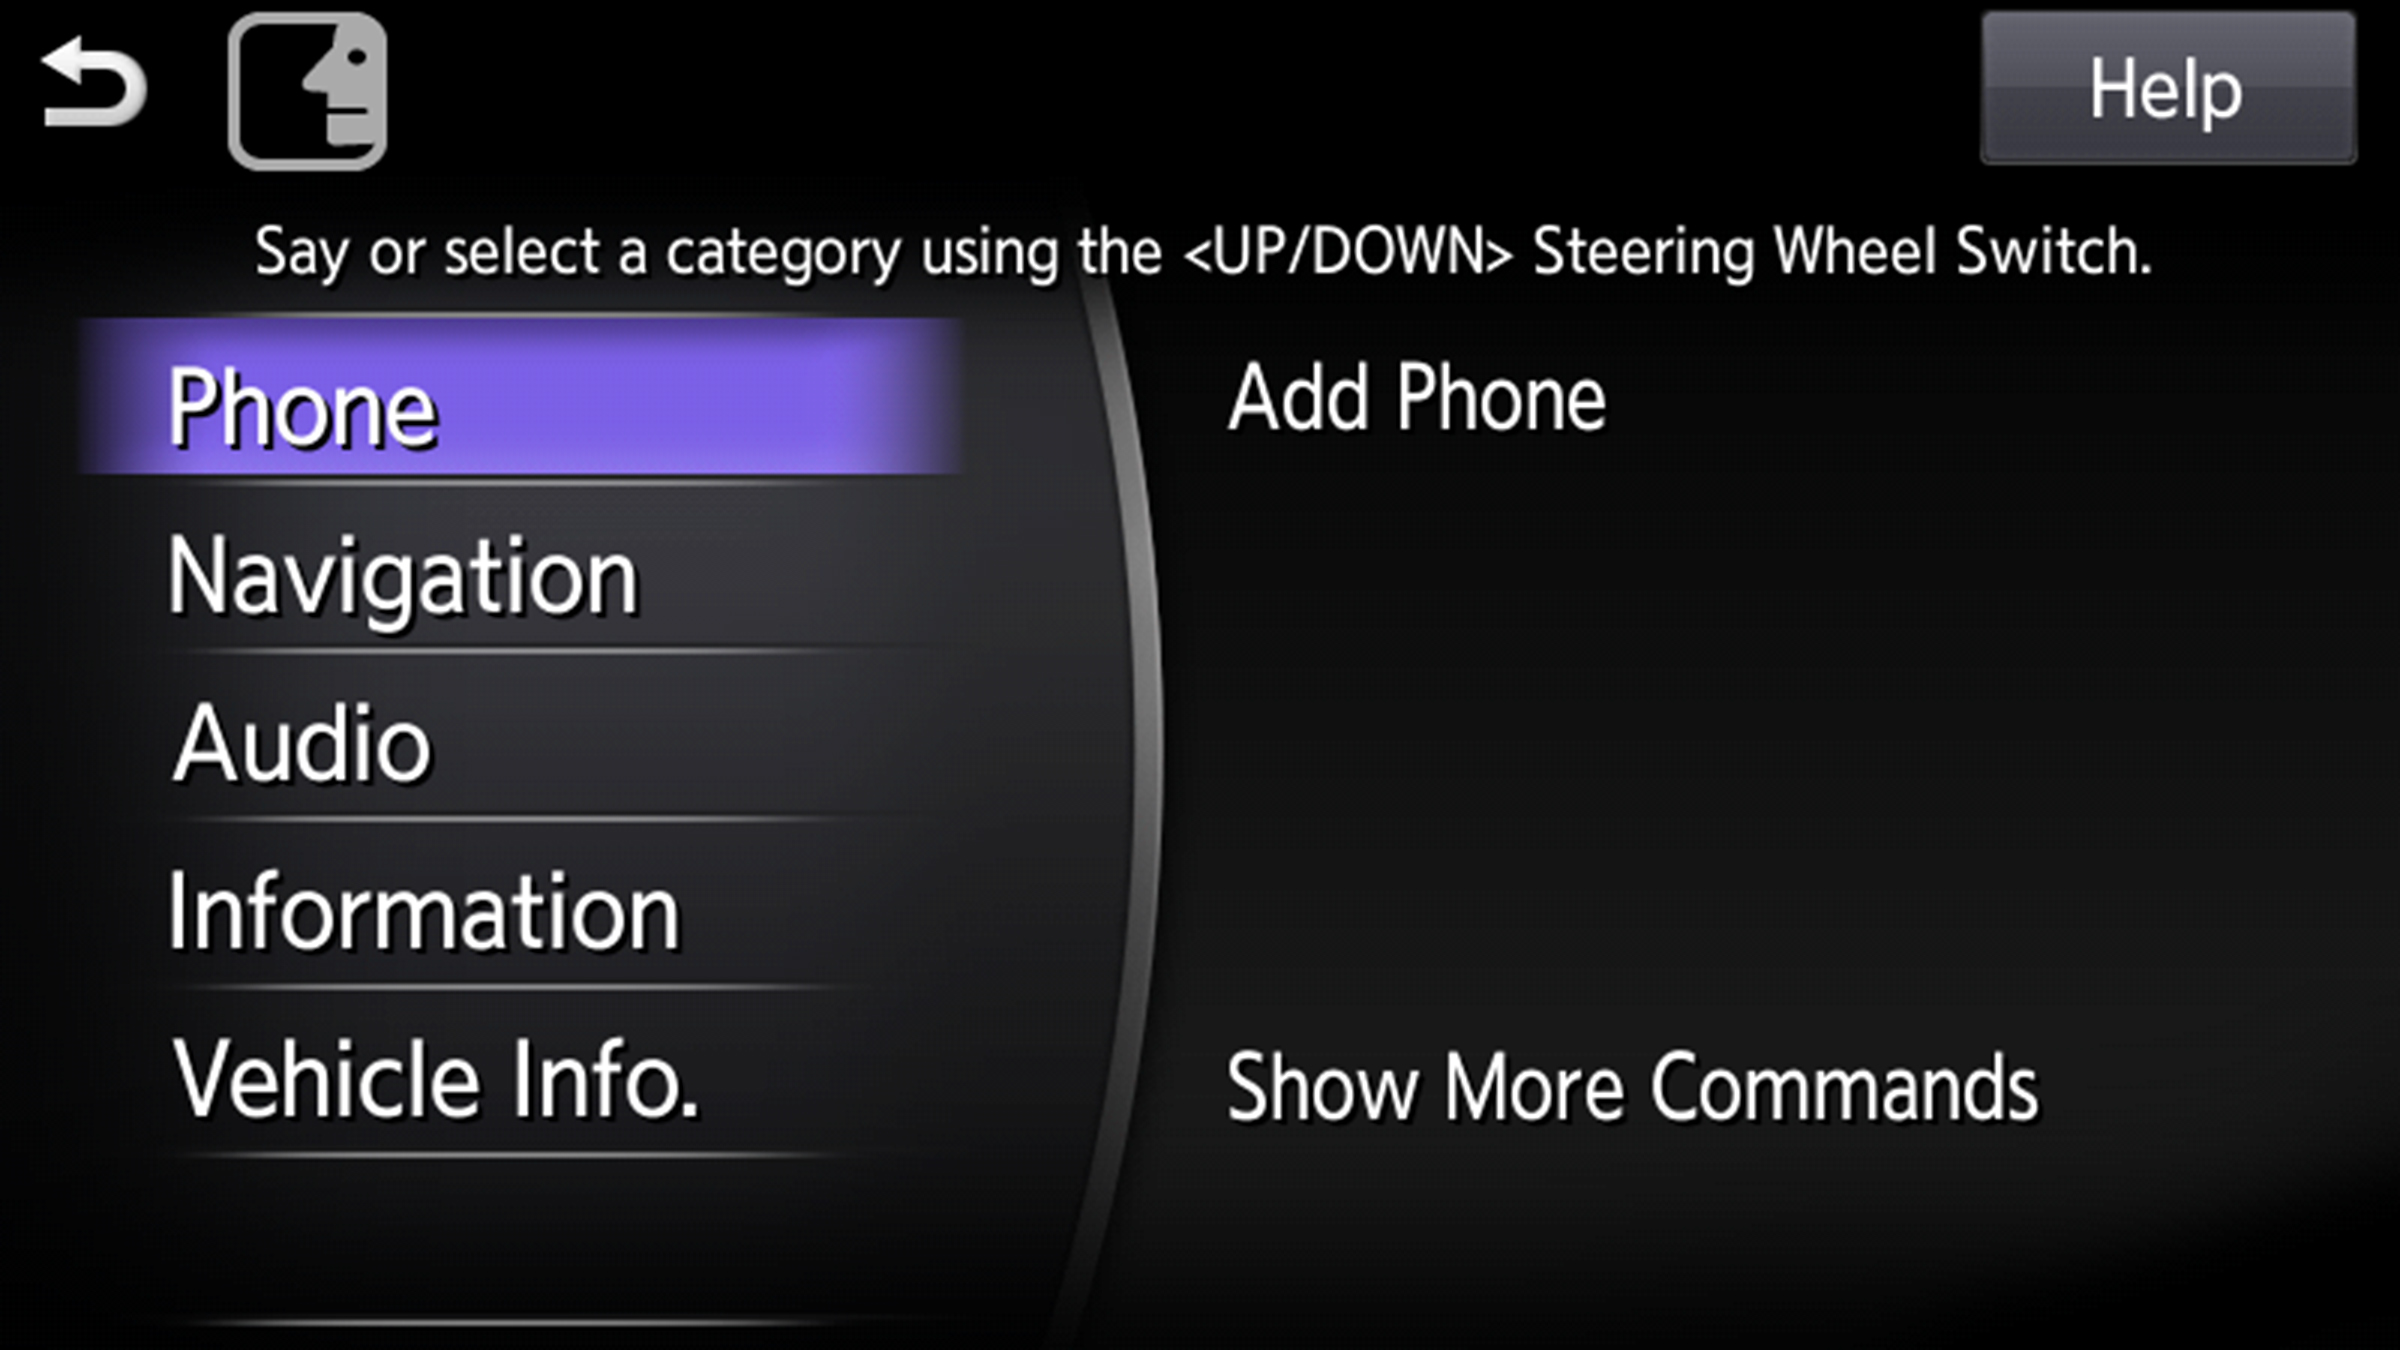 Help
Say or select a category using the <UP/DOWN> Steering Wheel Switch.
Phone
Add Phone
Navigation
Audio
Information
Vehicle Info.
Show More Commands